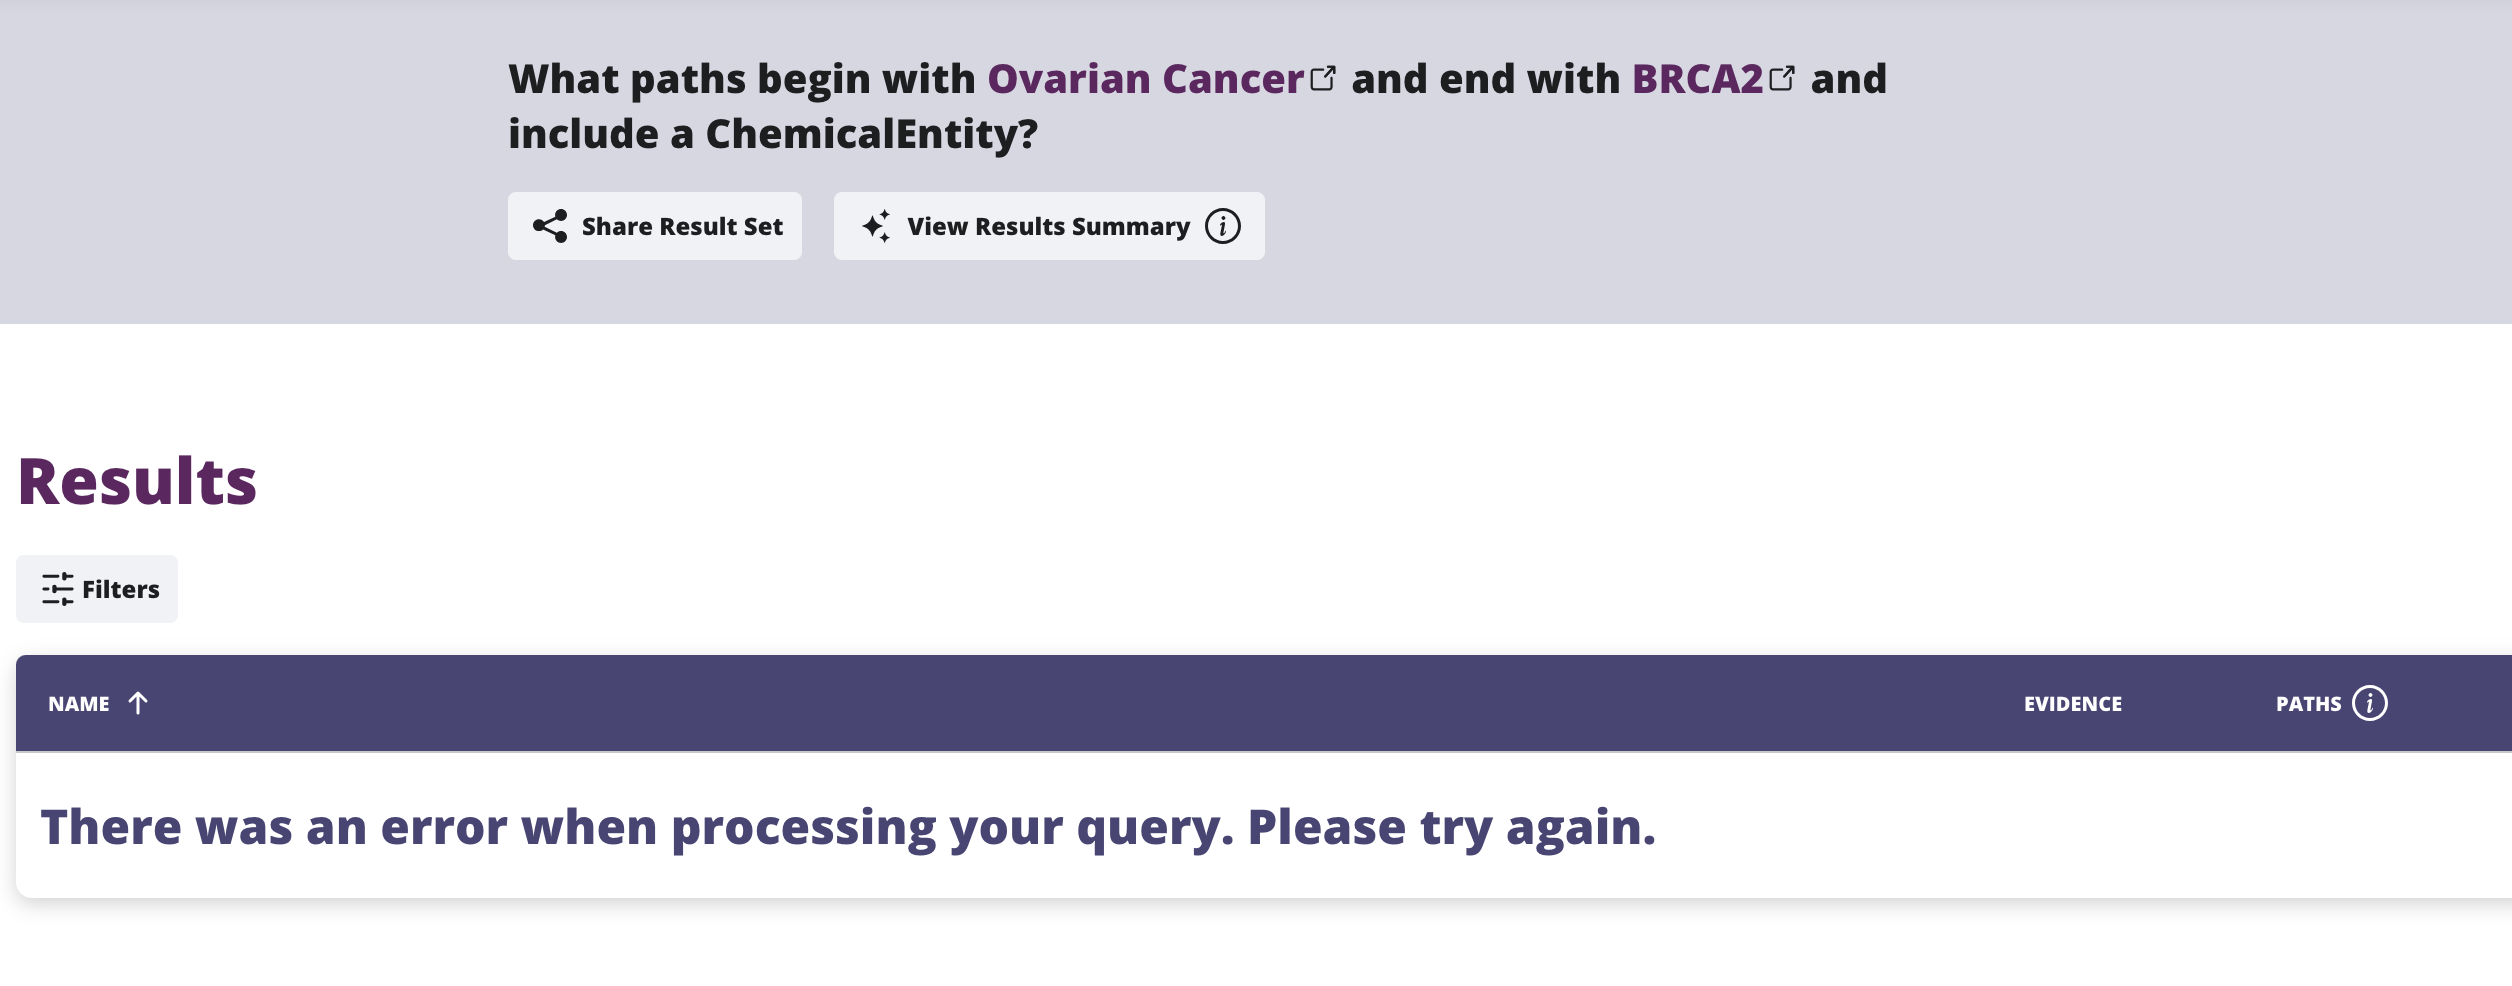 What paths begin with Ovarian Cancer and end with BRCA2 and
include a ChemicalEntity?
Share Result Set
View Results Summary
Results
Filters
NAME EVIDENCE PATHS
There was an error when processing your query. Please try again.